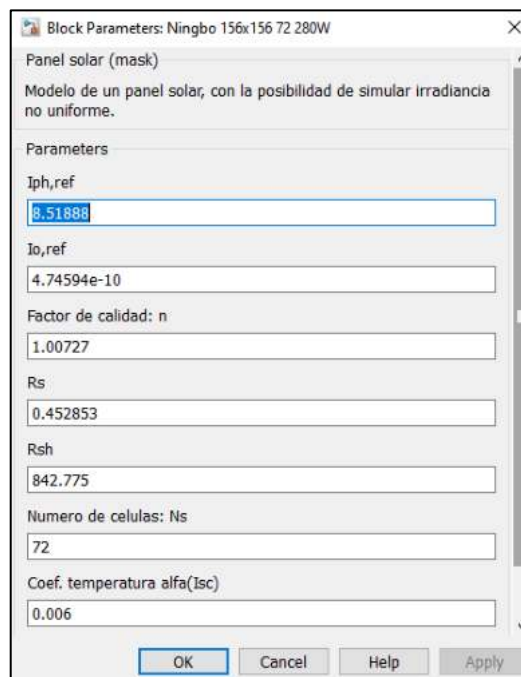 Block Parameters: Ningbo 156x156 72 280W
Panel solar (mask)
Modelo de un panel solar, con la posibilidad de simular irradiancia
no uniforme.
Parameters
Iph,ref
8.51888
Io,ref
4.74594e-10
Factor de calidad: n
1.00727
Rs
0.452853
Rsh
842.775
Numero de celulas: Ns
72
Coef. temperatura alfa(Isc)
0.006
OK Cancel Help Apply